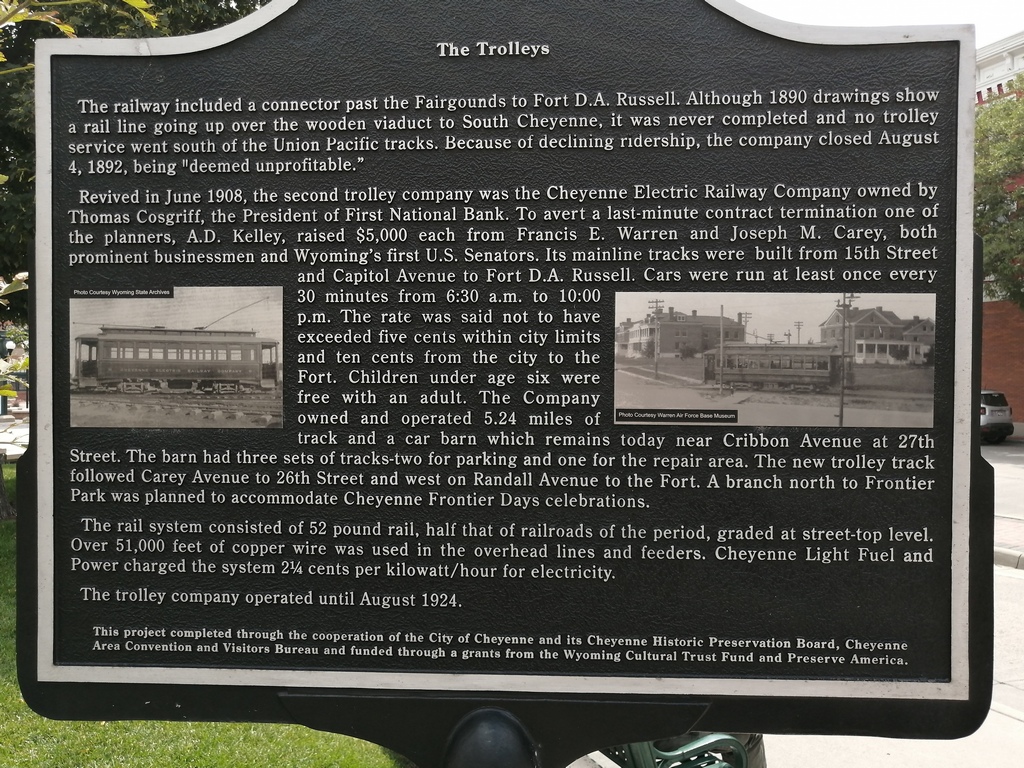 The Trolleys
The railway included a connector past the Fairgounds to Fort D.A. Russell. Although 1890 drawings show
a rail line going up over the wooden viaduct to South Cheyenne, it was never completed and no trolley
service went south of the Union Pacific tracks. Because of declining ridership, the company closed August
4, 1892, being "deemed unprofitable."
Revived in June 1908, the second trolley company was the Cheyenne Electric Railway Company owned by
Thomas Cosgriff, the President of First National Bank. To avert a last-minute contract termination one of
the planners, A.D. Kelley, raised $5,000 each from Francis E. Warren and Joseph M. Carey, both
prominent businessmen and Wyoming's first U.S. Senators. Its mainline tracks were built from 15th Street
and Capitol Avenue to Fort D.A. Russell. Cars were run at least once every
30 minutes from 6:30 a.m. to 10:00
p.m. The rate was said not to have
exceeded five cents within city limits
and ten cents from the city to the
Fort. Children under age six were
free with an adult. The Company
owned and operated 5.24 miles of
track and a car barn which remains today near Cribbon Avenue at 27th
Street. The barn had three sets of tracks-two for parking and one for the repair area. The new trolley track
followed Carey Avenue to 26th Street and west on Randall Avenue to the Fort. A branch north to Frontier
Park was planned to accommodate Cheyenne Frontier Days celebrations.
Photo Courtesy Wyoming State Archives
Photo Courtesy Warren Air Force Base Museum
The rail system consisted of 52 pound rail, half that of railroads of the period, graded at street-top level.
Over 51,000 feet of copper wire was used in the overhead lines and feeders. Cheyenne Light Fuel and
Power charged the system 2¼ cents per kilowatt/hour for electricity.
The trolley company operated until August 1924.
This project completed through the cooperation of the City of Cheyenne and its Cheyenne Historic Preservation Board, Cheyenne
Area Convention and Visitors Bureau and funded through a grants from the Wyoming Cultural Trust Fund and Preserve America.